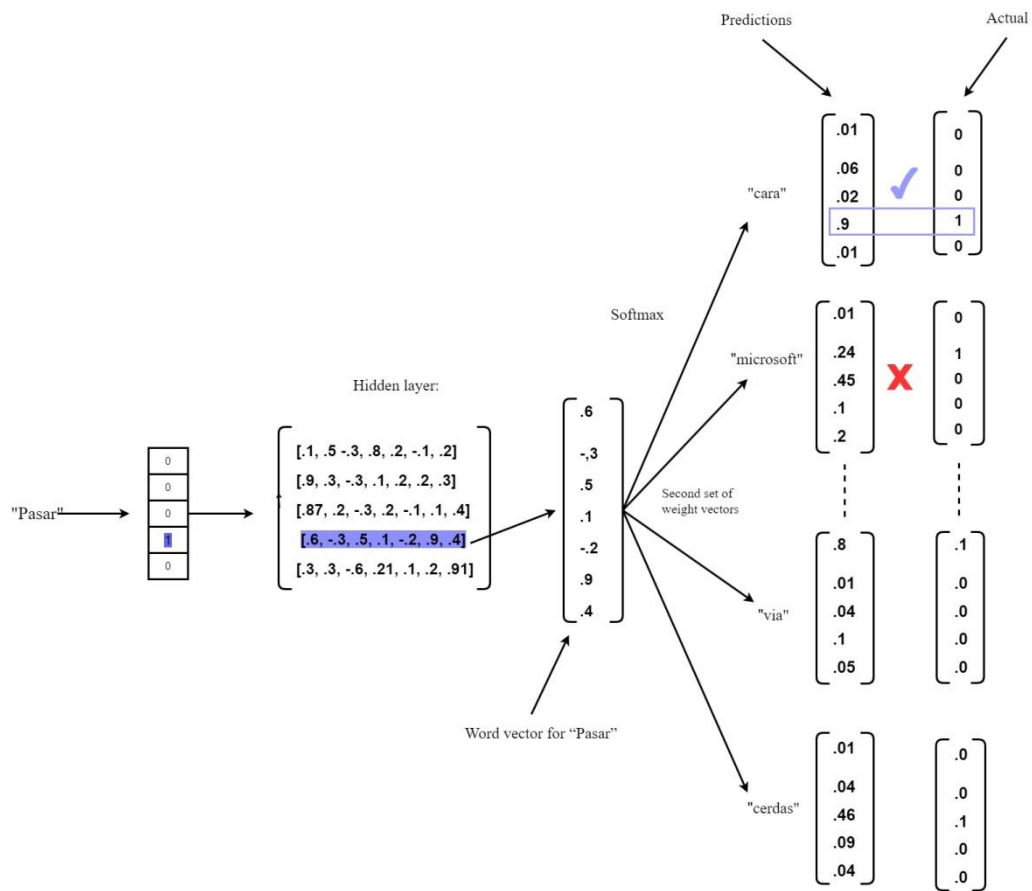 Predictions
Actual
"cara"
.01
.06
.02
.9
.01
0
0
0
1
0
Softmax
"microsoft"
.01
.24
.45
.1
.2
X
0
1
0
0
0
Hidden layer:
"Pasar"
0
0
0
1
0
[.1, .5 -.3, .8, .2, -.1, .2]
[.9, .3, -.3, .1, .2, .2, .3]
[.87, .2, -.3, .2, -.1, .1, .4]
[.6, -.3, .5, .1, -.2, .9, .4]
[.3, .3, -.6, .21, .1, .2, .91]
.6
-,3
.5
.1
-.2
.9
.4
Word vector for “Pasar”
Second set of
weight vectors
"via"
.8
.01
.04
.1
.05
.1
.0
.0
.0
.0
"cerdas"
.01
.04
.46
.09
.04
.0
.0
.1
.0
.0